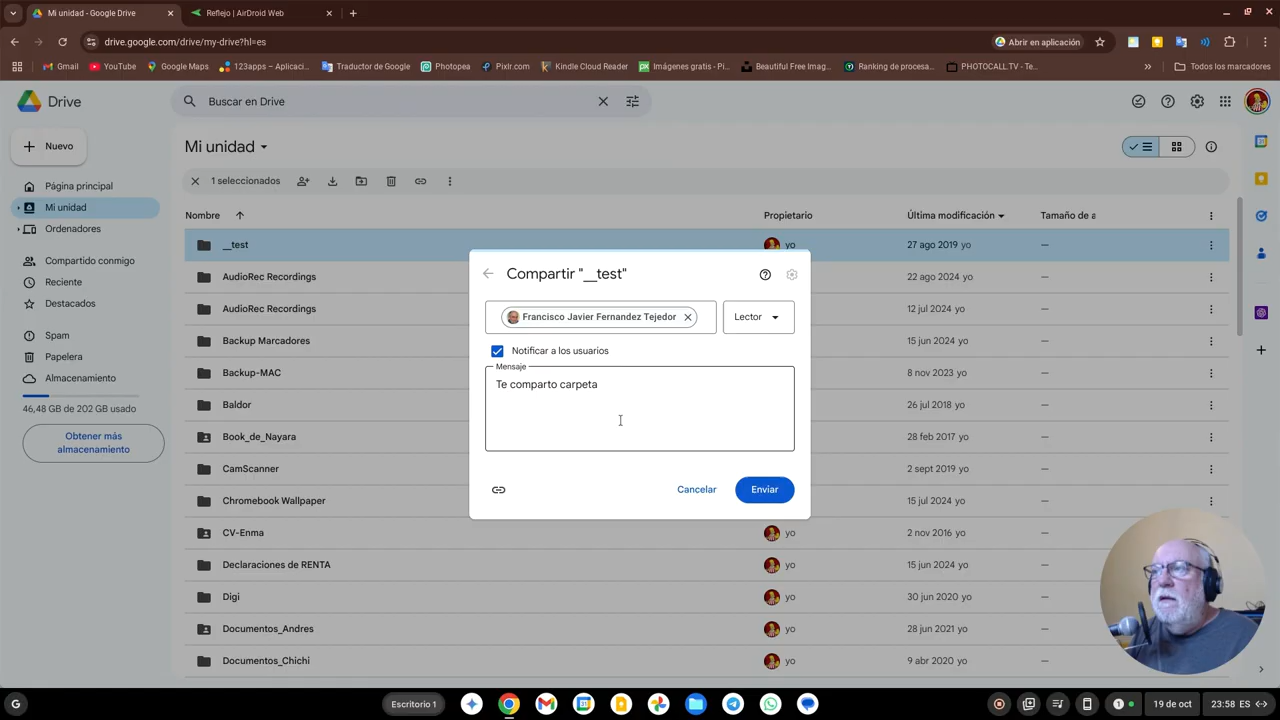 Mi unidad - Google Drive
Reflejo | AirDroid Web
drive.google.com/drive/my-drive?hl=es
Abrir en aplicación
Gmail
YouTube
Google Maps
123apps – Aplicaci...
Traductor de Google
Photopea
Pixlr.com
Kindle Cloud Reader
Imágenes gratis - Pi...
Beautiful Free Imag...
Ranking de procesa...
PHOTOCALL.TV - Te...
»
Todos los marcadores
Drive
Buscar en Drive
Nuevo
Mi unidad
1 seleccionados
Página principal
Mi unidad
Ordenadores
Compartido conmigo
Reciente
Destacados
Spam
Papelera
Almacenamiento
46,48 GB de 202 GB usado
Obtener más
almacenamiento
Nombre
Propietario
Última modificación
Tamaño de a
__test yo 27 ago 2019 yo —
AudioRec Recordings 22 ago 2024 yo —
AudioRec Recordings 12 jul 2024 yo —
Backup Marcadores 15 jun 2024 yo —
Backup-MAC 8 nov 2023 yo —
Baldor 26 jul 2018 yo —
Book_de_Nayara 28 feb 2017 yo —
CamScanner 2 sept 2019 yo —
Chromebook Wallpaper 15 jul 2024 yo —
CV-Enma yo 2 nov 2016 yo —
Declaraciones de RENTA yo 15 jun 2024 yo —
Digi yo 30 jun 2020 yo —
Documentos_Andres yo 28 jun 2021 yo —
Documentos_Chichi yo 9 abr 2020 yo —
Compartir "__test"
Francisco Javier Fernandez Tejedor
Lector
Notificar a los usuarios
Mensaje
Te comparto carpeta
Cancelar
Enviar
Escritorio 1
1
19 de oct
23:58 ES